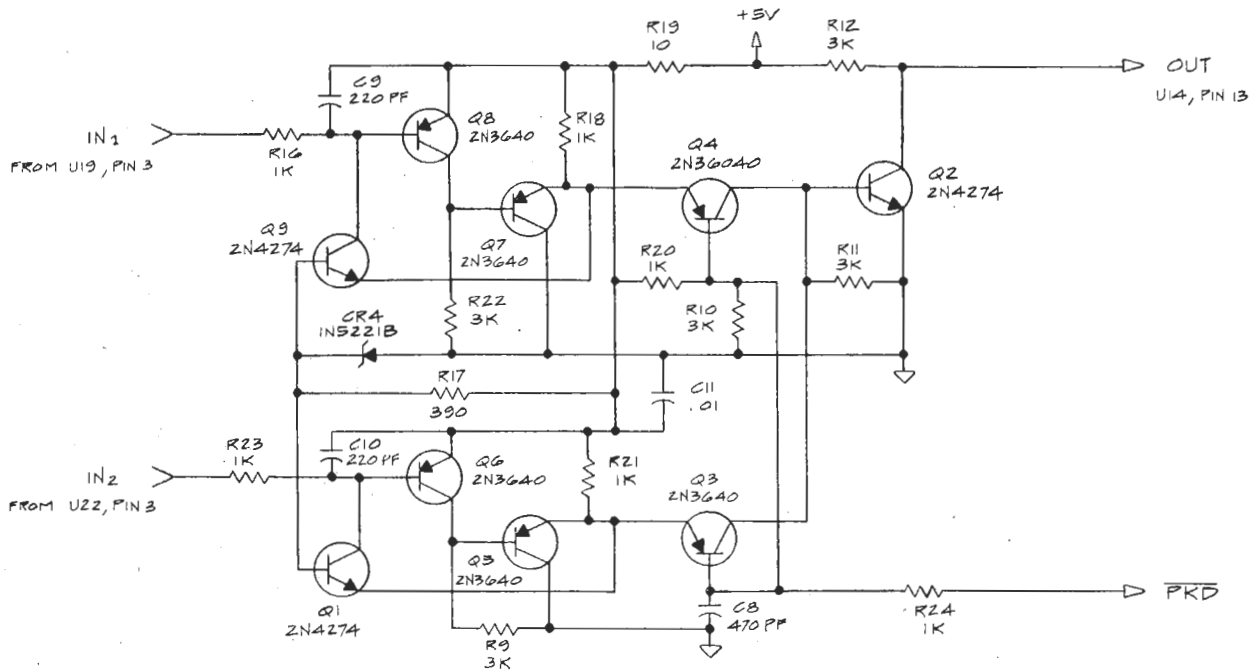 +5V
R19
10
R12
3K
OUT
U14, PIN 13
C9
220 PF
Q8
2N3640
R18
1K
IN1
FROM U19, PIN 3
R16
1K
Q4
2N36040
Q2
2N4274
Q9
2N4274
Q7
2N3640
R20
1K
R11
3K
R22
3K
R10
3K
CR4
1N5221B
R17
390
C11
.01
R23
1K
C10
220 PF
Q6
2N3640
R21
1K
Q3
2N3640
IN2
FROM U22, PIN 3
Q3
2N3640
Q1
2N4274
R9
3K
C8
470 PF
R24
1K
PKD